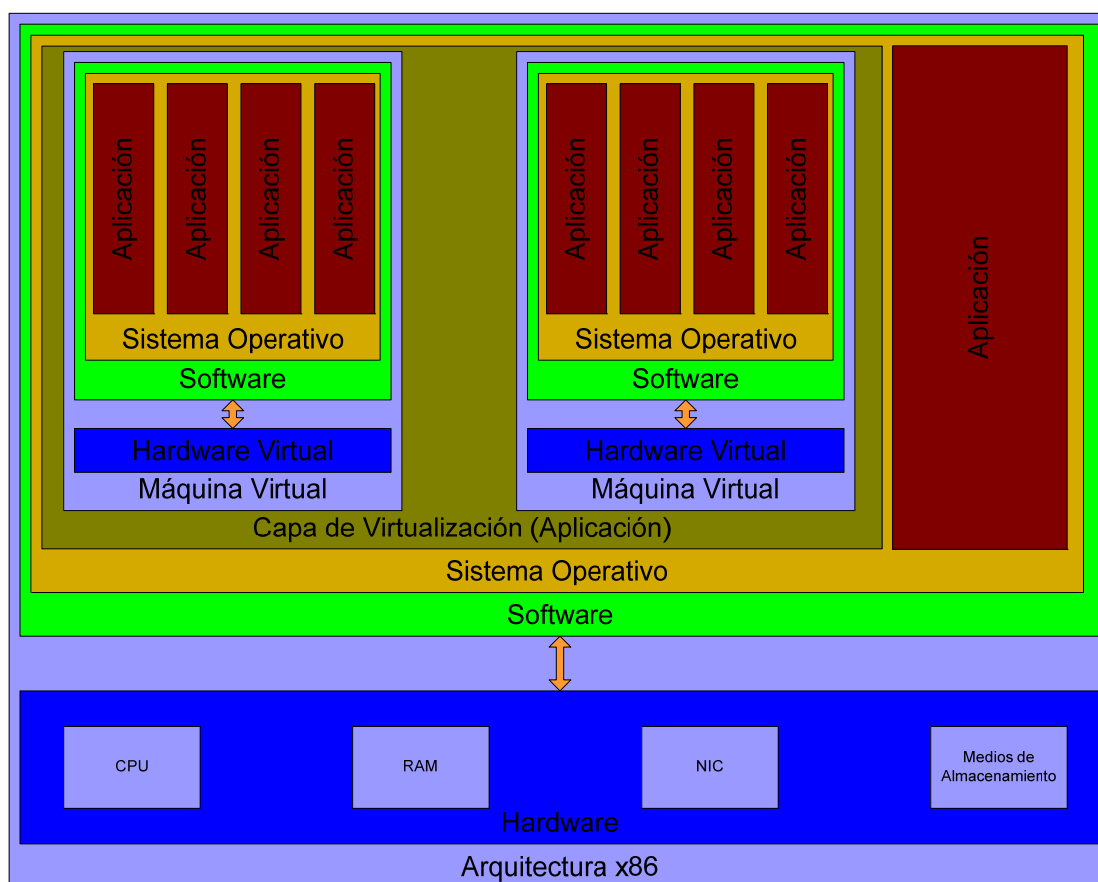 Aplicación
Aplicación
Aplicación
Aplicación
Sistema Operativo
Software
Hardware Virtual
Máquina Virtual
Aplicación
Aplicación
Aplicación
Aplicación
Sistema Operativo
Software
Hardware Virtual
Máquina Virtual
Capa de Virtualización (Aplicación)
Aplicación
Sistema Operativo
Software
CPU
RAM
NIC
Medios de
Almacenamiento
Hardware
Arquitectura x86